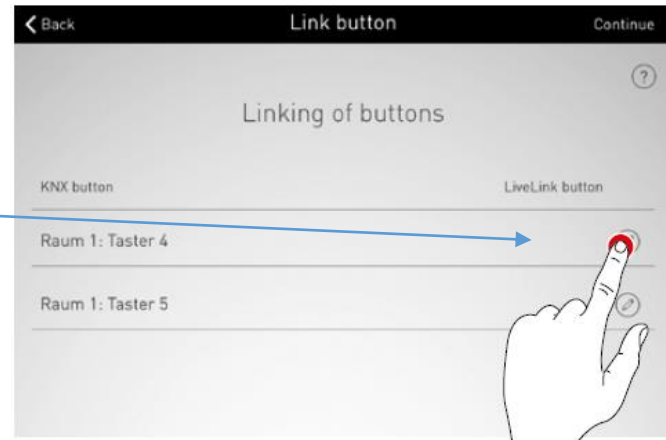 Back Link button Continue
?
Linking of buttons
KNX button LiveLink button
Raum 1: Taster 4
Raum 1: Taster 5